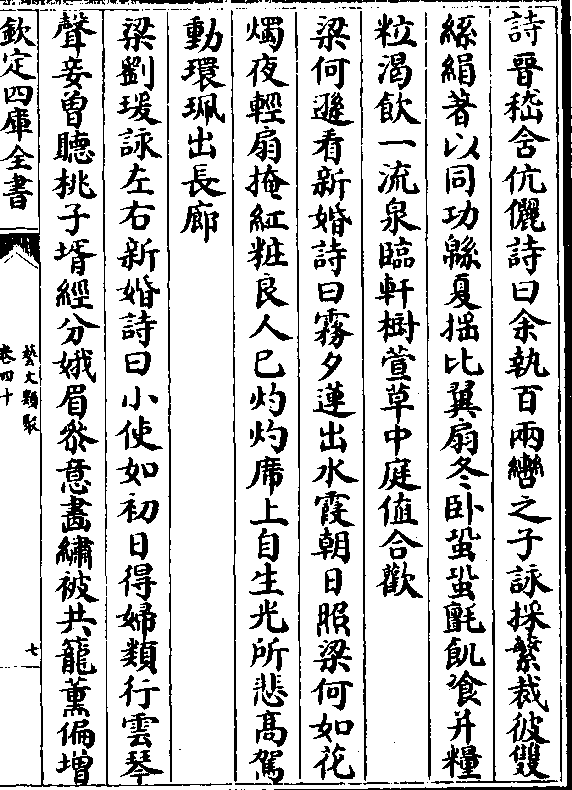 詩晉嵇含伉儷詩曰余執百兩轡之子詠採蘩裁彼雙
絲絹著以同功緜夏揺比翼扇冬卧蛩蛩氈飢飡并糧
粒渴飲一流泉臨軒樹萱草中庭值合歡
梁何遜看新婚詩曰霧夕蓮出水霞朝日照梁何如花
燭夜輕扇掩紅粧良人已灼灼席上自生光所悲高駕
動環珮出長廊
梁劉瑗詠左右新婚詩曰小使如初日得婦類行雲琴
聲妾曽聽桃子壻經分娥眉參意畵繡被共籠薰偏增
欽定四庫全書
藝文類聚
卷四十
七